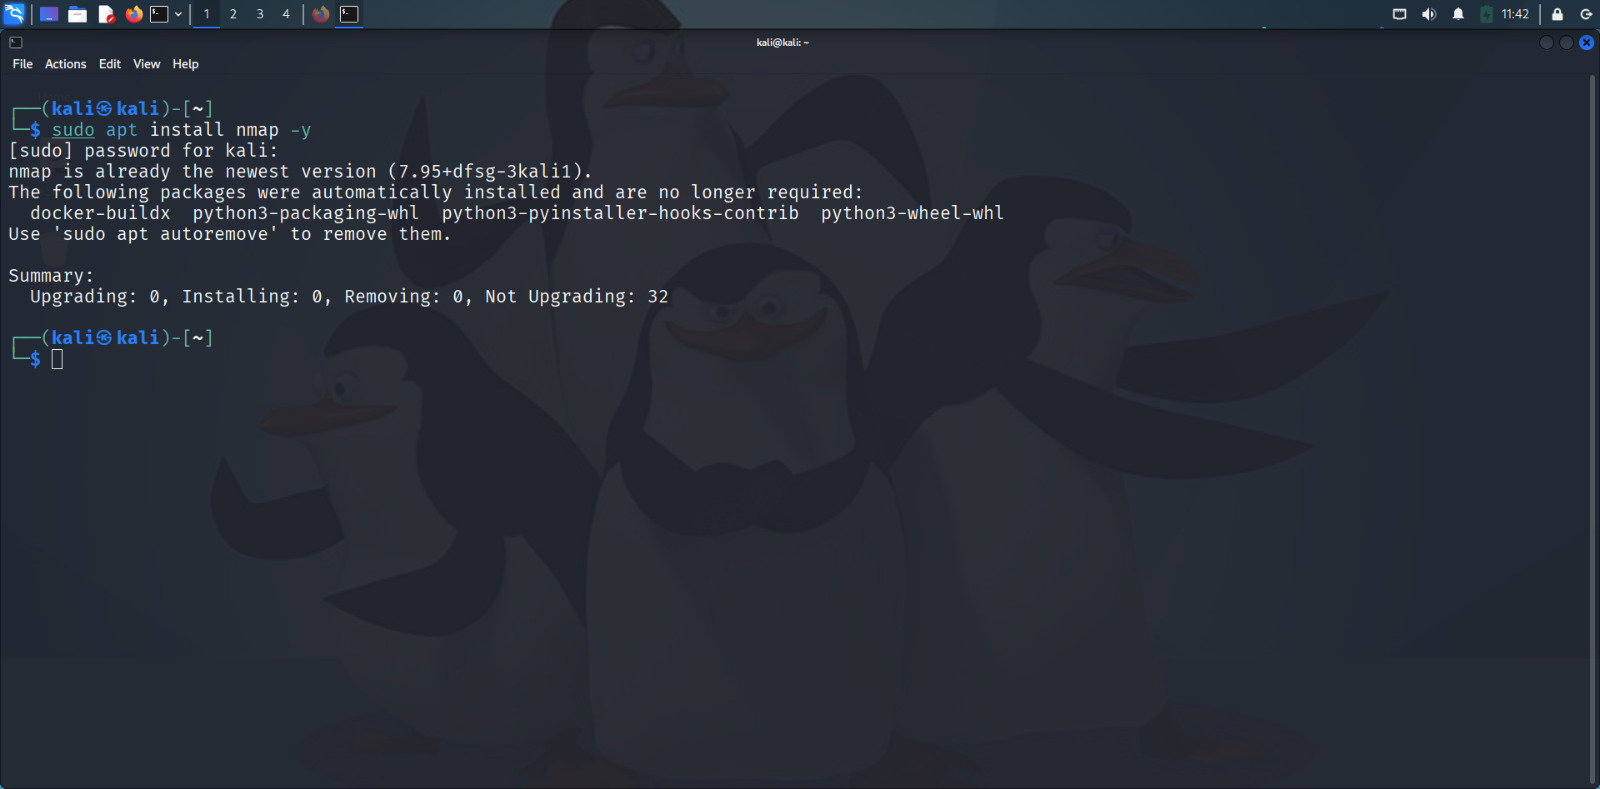 1 2 3 4
11:42
kali@kali: ~
File Actions Edit View Help
┌──(kali㉿kali)-[~]
└─$ sudo apt install nmap -y
[sudo] password for kali:
nmap is already the newest version (7.95+dfsg-3kali1).
The following packages were automatically installed and are no longer required:
  docker-buildx  python3-packaging-whl  python3-pyinstaller-hooks-contrib  python3-wheel-whl
Use 'sudo apt autoremove' to remove them.
Summary:
  Upgrading: 0, Installing: 0, Removing: 0, Not Upgrading: 32
┌──(kali㉿kali)-[~]
└─$